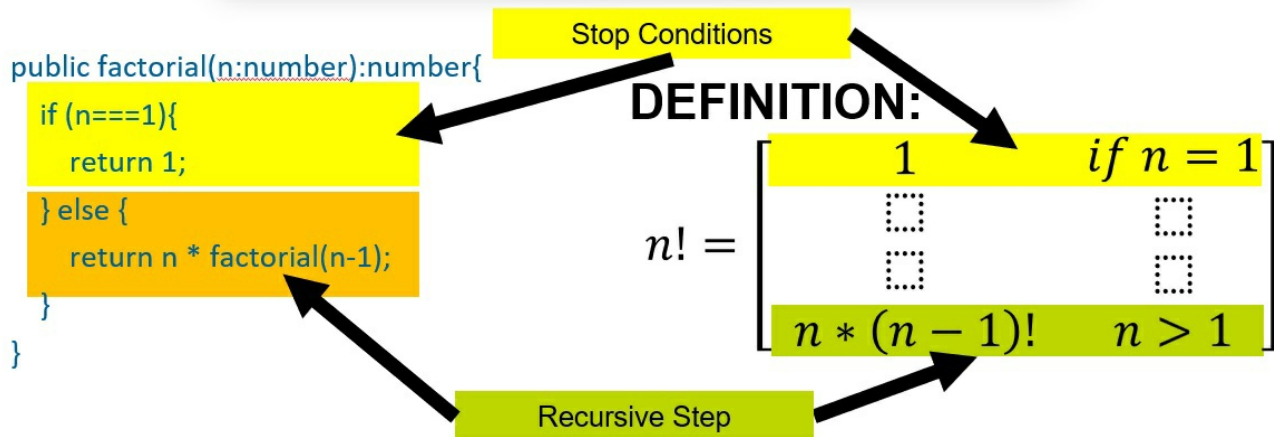 Stop Conditions
public factorial(n:number):number{
if (n===1){
return 1;
} else {
return n * factorial(n-1);
}
}
DEFINITION:
n! =
1 if n = 1
n * (n − 1)! n > 1
Recursive Step